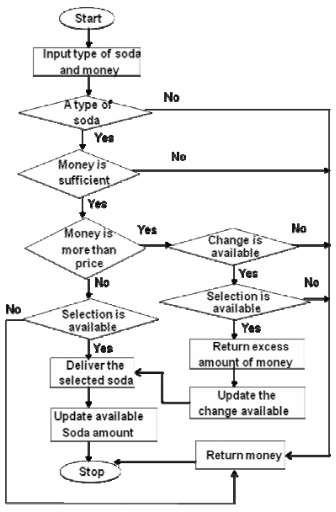 Start
Input type of soda
and money
A type of
soda
No
Yes
Money is
sufficient
No
Yes
Money is
more than
price
Yes
Change is
available
No
No
Yes
No
Selection is
available
Selection is
available
No
Yes
Yes
Deliver the
selected soda
Return excess
amount of money
Update the
change available
Update available
Soda amount
Return money
Stop